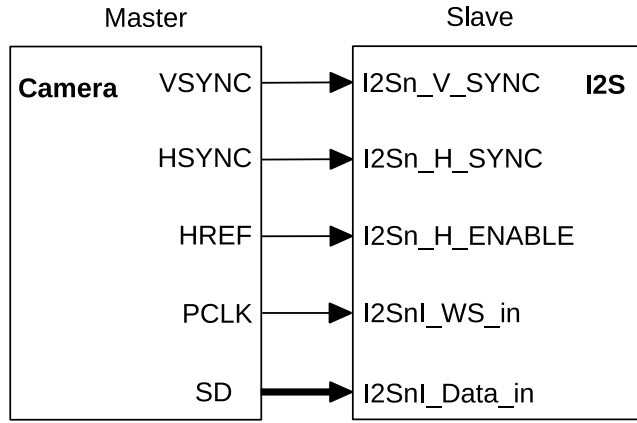 Master Slave
Camera VSYNC I2Sn_V_SYNC I2S
HSYNC I2Sn_H_SYNC
HREF I2Sn_H_ENABLE
PCLK I2SnI_WS_in
SD I2SnI_Data_in